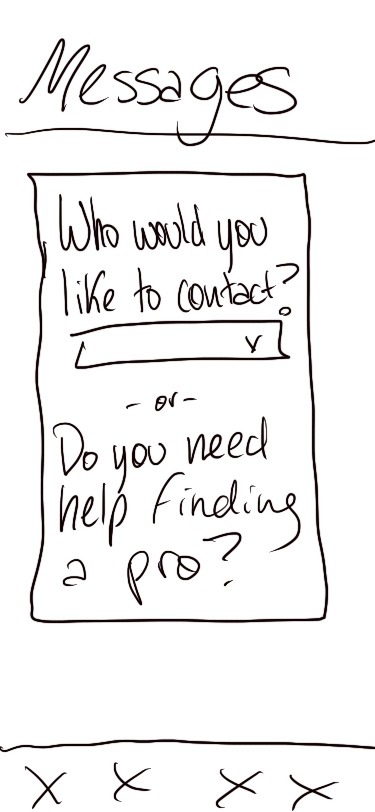 Messages
Who would you
like to contact?
v
- or -
Do you need
help finding
a pro?
X X X X